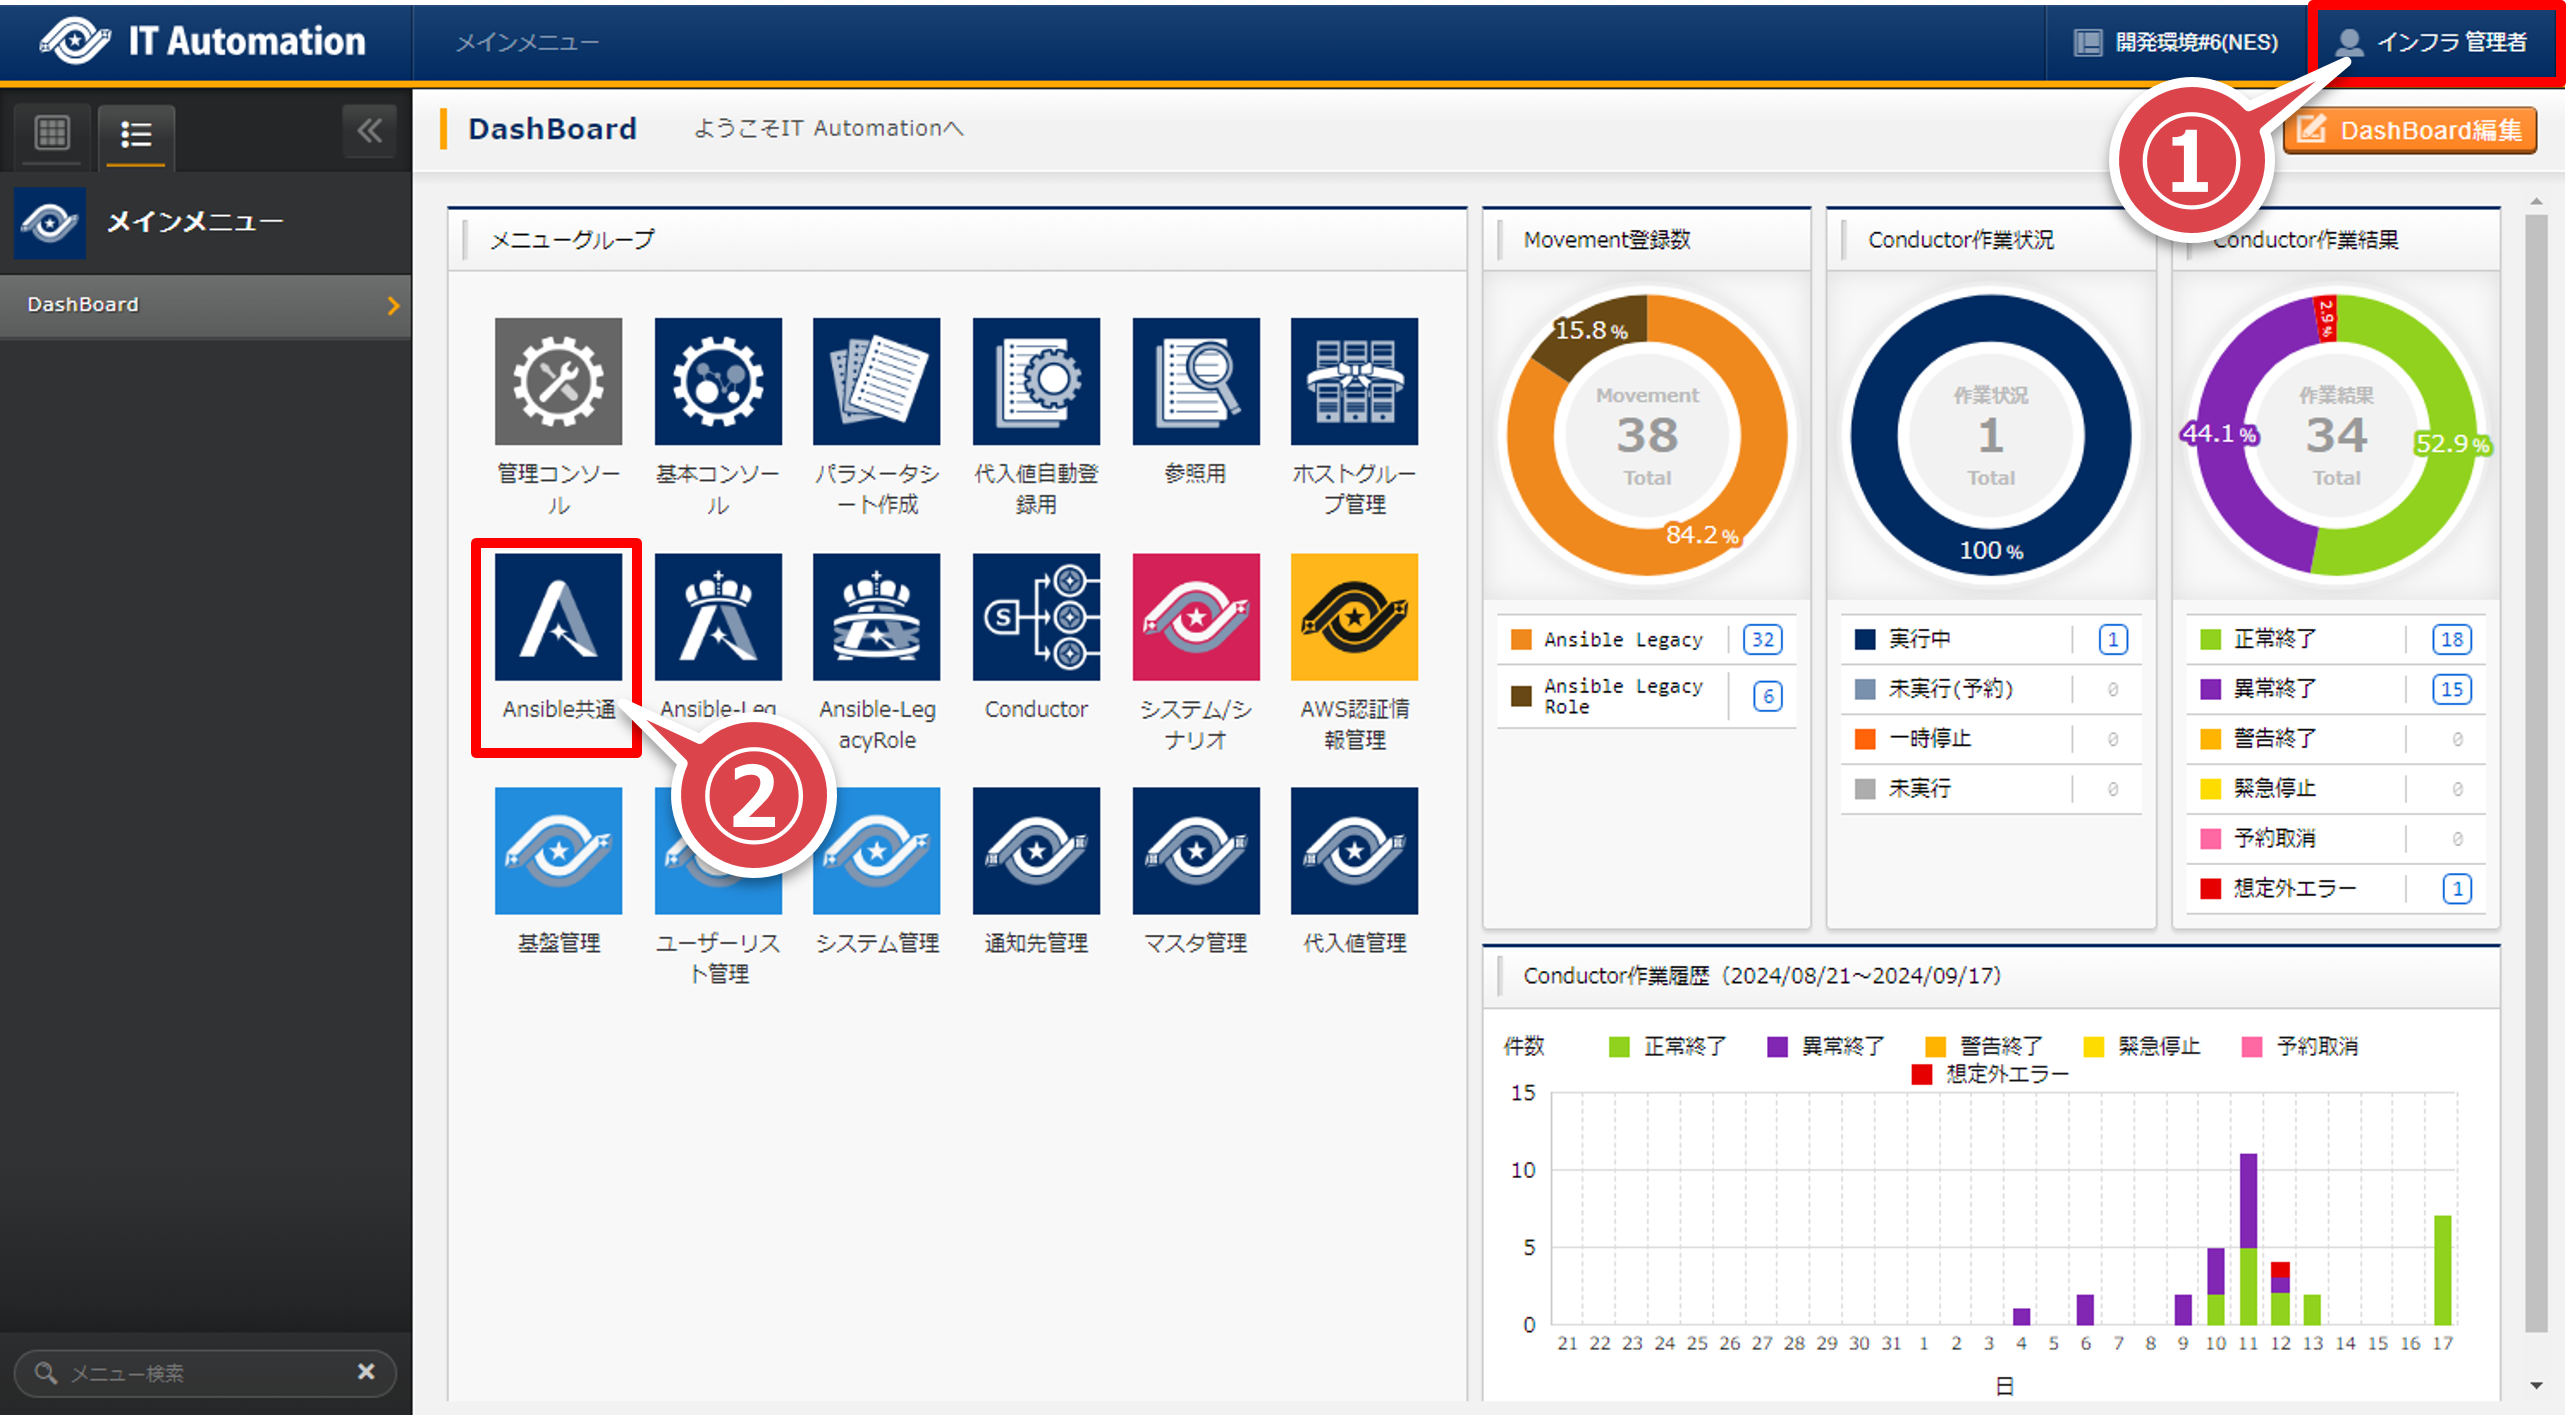 IT Automation
メインメニュー
開発環境#6(NES)
インフラ 管理者
1
メインメニュー
DashBoard
メニュー検索
DashBoard
ようこそIT Automationへ
DashBoard編集
メニューグループ
管理コンソー
ル
基本コンソー
ル
パラメータシ
ート作成
代入値自動登
録用
参照用
ホストグルー
プ管理
Ansible共通
Ansible-Leg
Ansible-Leg
acyRole
S
Conductor
システム/シ
ナリオ
AWS認証情
報管理
2
基盤管理
ユーザーリス
ト管理
システム管理
通知先管理
マスタ管理
代入値管理
Movement登録数
15.8 %
Movement
38
Total
84.2 %
Ansible Legacy
32
Ansible Legacy
Role
6
Conductor作業状況
作業状況
1
Total
100 %
実行中
1
未実行(予約)
0
一時停止
0
未実行
0
Conductor作業結果
2.9 %
44.1 %
作業結果
34
Total
52.9 %
正常終了
18
異常終了
15
警告終了
0
緊急停止
0
予約取消
0
想定外エラー
1
Conductor作業履歴（2024/08/21～2024/09/17）
件数
正常終了
異常終了
警告終了
緊急停止
予約取消
想定外エラー
15
10
5
0
21 22 23 24 25 26 27 28 29 30 31 1 2 3 4 5 6 7 8 9 10 11 12 13 14 15 16 17
日